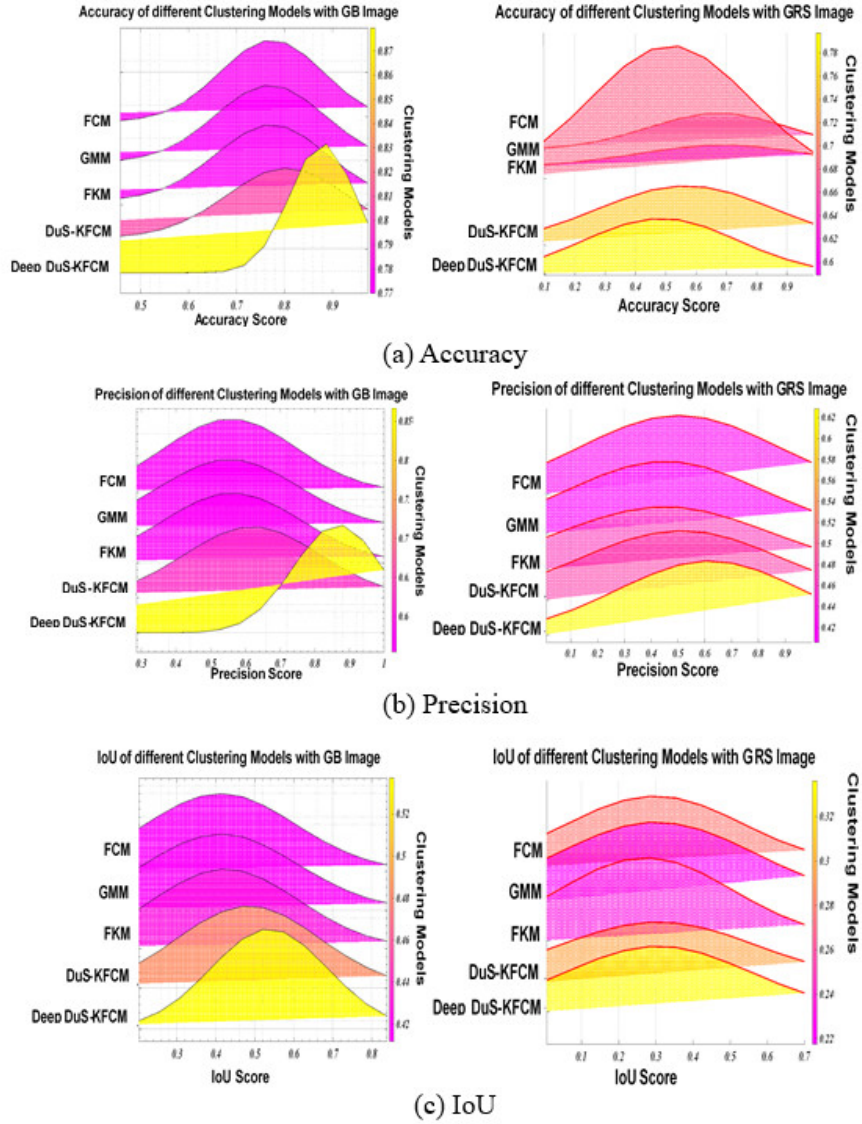 Accuracy of different Clustering Models with GB Image
FCM
GMM
FKM
DuS-KFCM
Deep DuS-KFCM
0.5 0.6 0.7 0.8 0.9
Accuracy Score
0.87
0.86
0.85
0.84
0.83
0.82
0.81
0.8
0.79
0.78
0.77
Clustering Models
Accuracy of different Clustering Models with GRS Image
FCM
GMM
FKM
DuS-KFCM
Deep DuS-KFCM
0.1 0.2 0.3 0.4 0.5 0.6 0.7 0.8 0.9
Accuracy Score
0.76
0.72
0.68
0.64
0.6
Clustering Models
(a) Accuracy
Precision of different Clustering Models with GB Image
FCM
GMM
FKM
DuS-KFCM
Deep DuS-KFCM
0.3 0.4 0.5 0.6 0.7 0.8 0.9 1
Precision Score
0.85
0.8
0.7
0.6
Clustering Models
Precision of different Clustering Models with GRS Image
FCM
GMM
FKM
DuS-KFCM
Deep DuS-KFCM
0.1 0.2 0.3 0.4 0.5 0.6 0.7 0.8 0.9
Precision Score
0.62
0.6
0.58
0.56
0.54
0.52
0.5
0.48
0.46
0.44
0.42
Clustering Models
(b) Precision
IoU of different Clustering Models with GB Image
FCM
GMM
FKM
DuS-KFCM
Deep DuS-KFCM
0.3 0.4 0.5 0.6 0.7 0.8
IoU Score
0.52
0.5
0.48
0.46
0.44
0.42
Clustering Models
IoU of different Clustering Models with GRS Image
FCM
GMM
FKM
DuS-KFCM
Deep DuS-KFCM
0.1 0.2 0.3 0.4 0.5 0.6 0.7
IoU Score
0.32
0.3
0.28
0.26
0.24
0.22
Clustering Models
(c) IoU